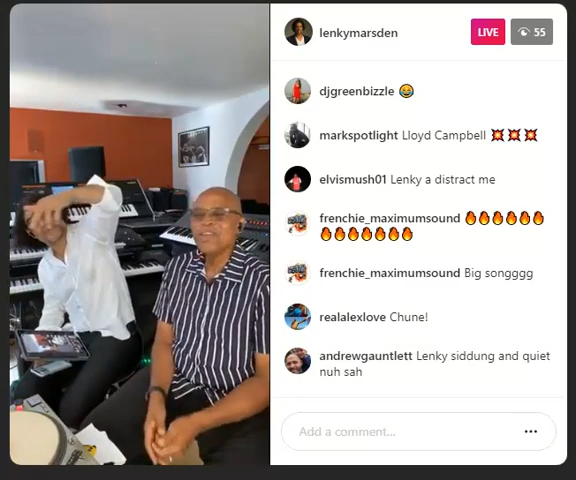 lenkymarsden
LIVE
55
djgreenbizzle 😂
markspotlight Lloyd Campbell 💥💥💥
elvismush01 Lenky a distract me
frenchie_maximumsound 🔥🔥🔥🔥🔥🔥
🔥🔥🔥🔥🔥🔥🔥
frenchie_maximumsound Big songggg
realalexlove Chune!
andrewgauntlett Lenky siddung and quiet
nuh sah
Add a comment...